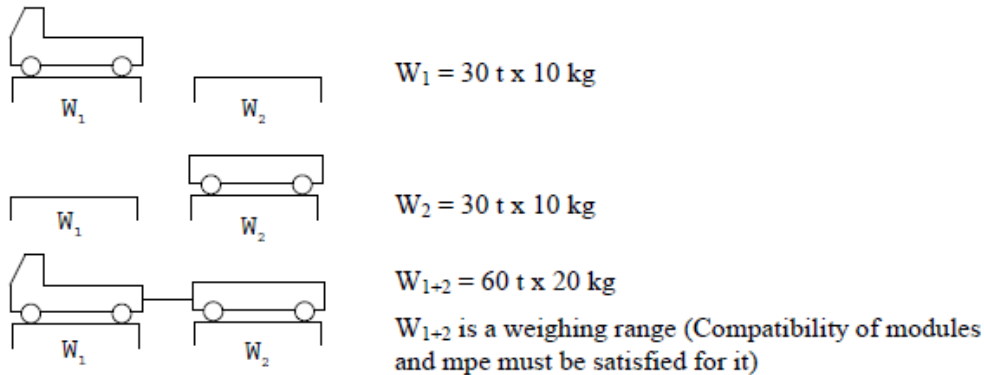 W₁ = 30 t x 10 kg
W₁ W₂
W₂ = 30 t x 10 kg
W₁ W₂
W₁₊₂ = 60 t x 20 kg
W₁₊₂ is a weighing range (Compatibility of modules
and mpe must be satisfied for it)
W₁ W₂